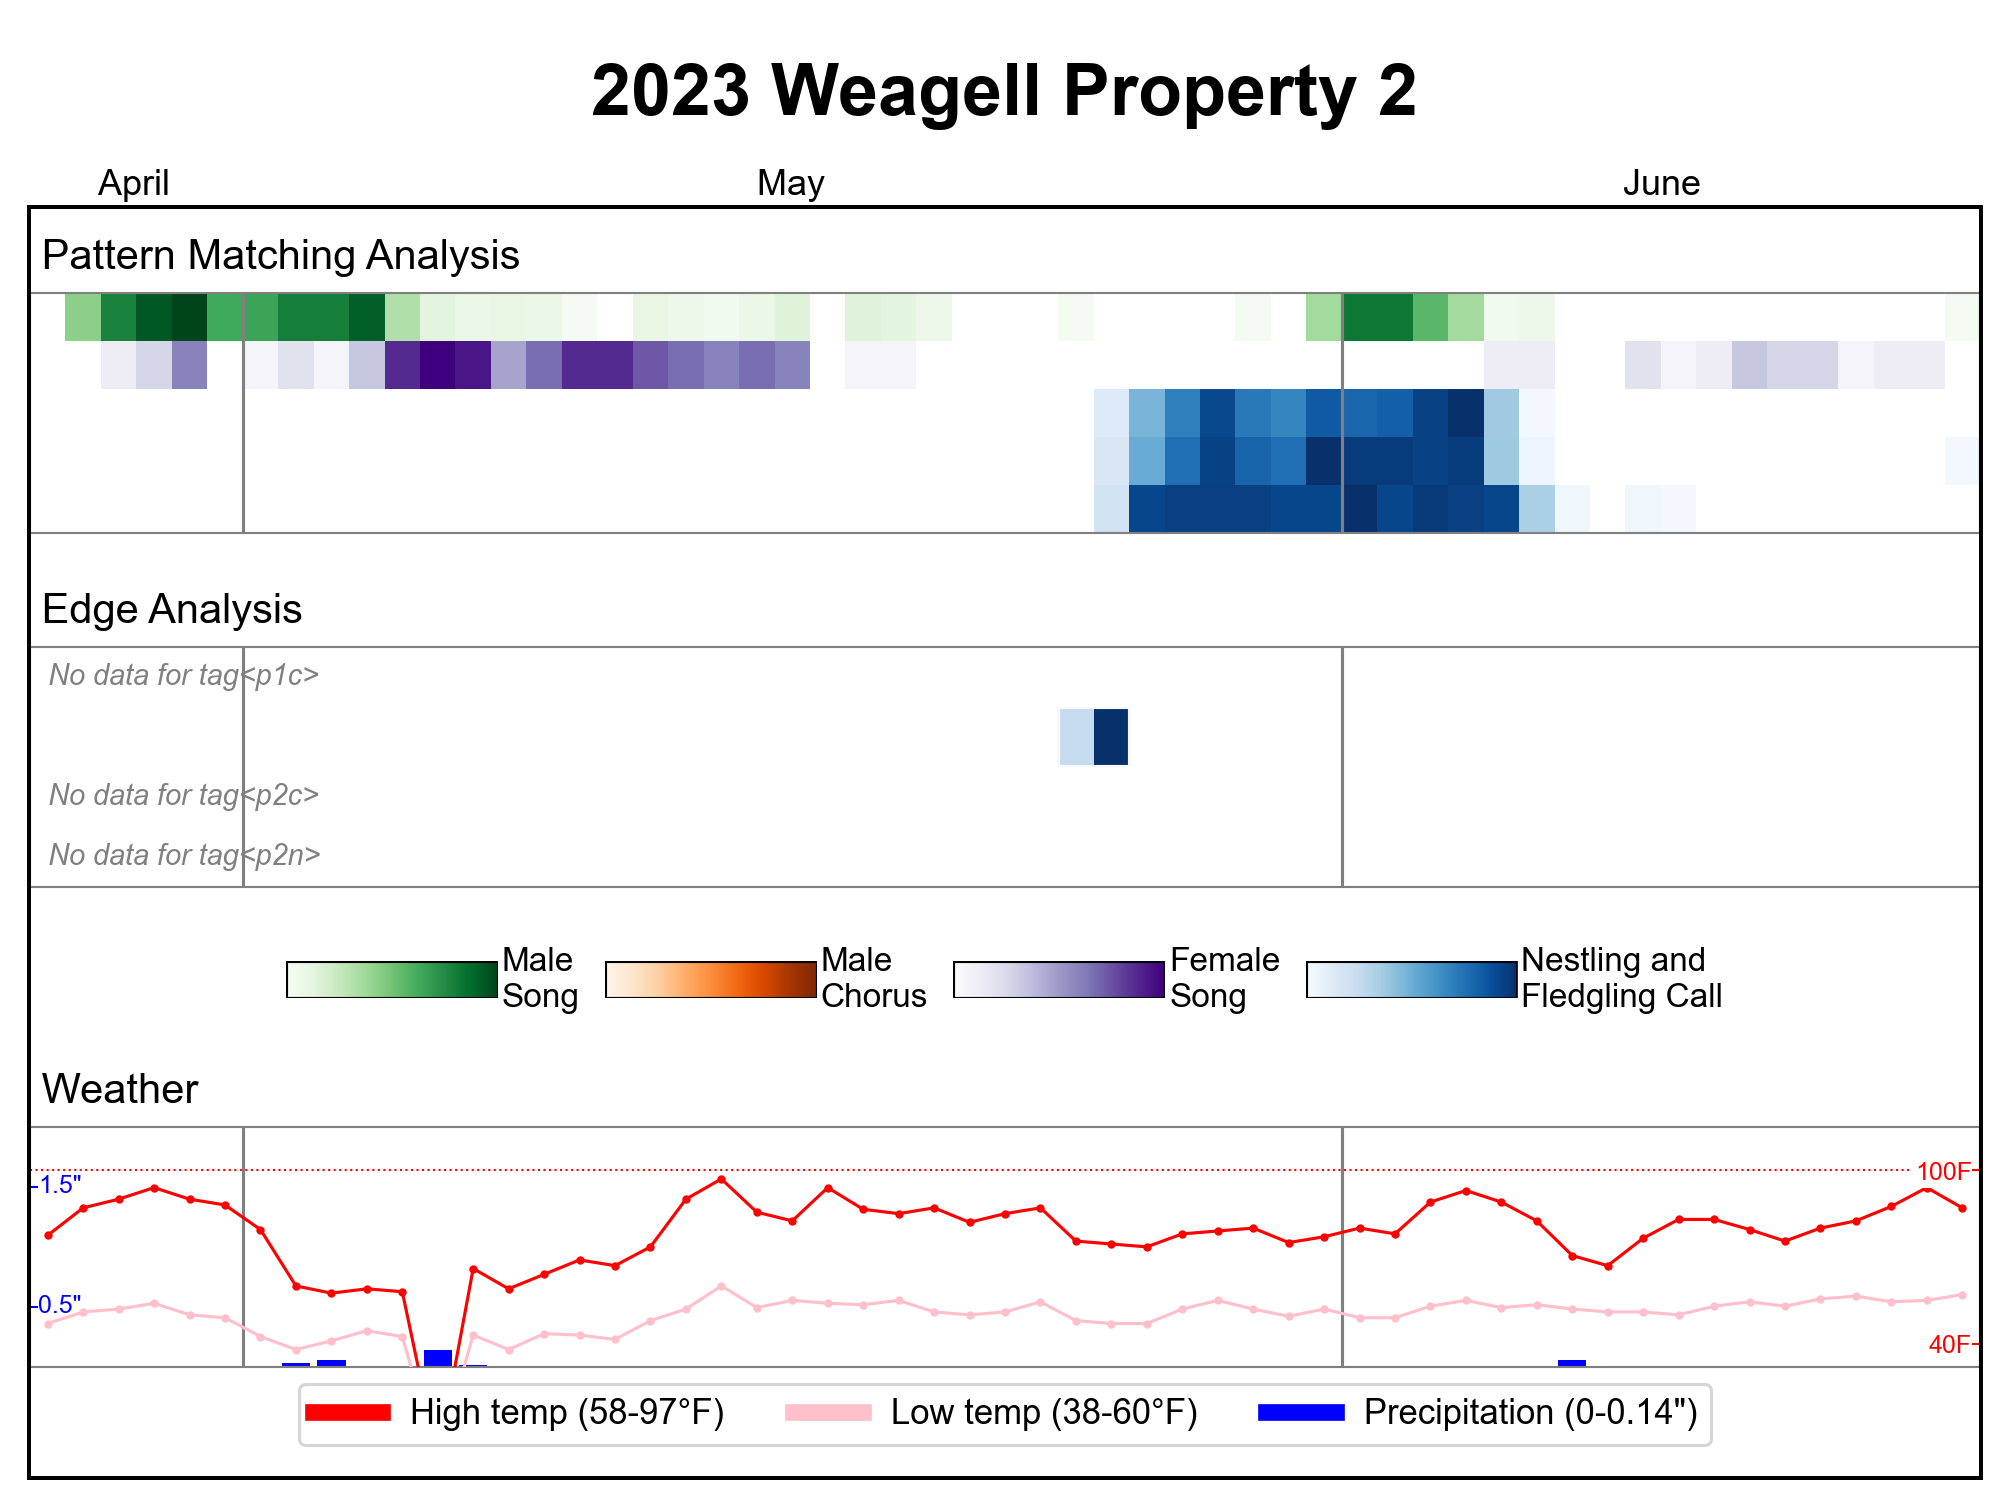 2023 Weagell Property 2
April May June
Pattern Matching Analysis
Edge Analysis
No data for tag<p1c>
No data for tag<p2c>
No data for tag<p2n>
Male Song
Male Chorus
Female Song
Nestling and Fledgling Call
Weather
100F
1.5"
0.5"
40F
High temp (58-97°F) Low temp (38-60°F) Precipitation (0-0.14")